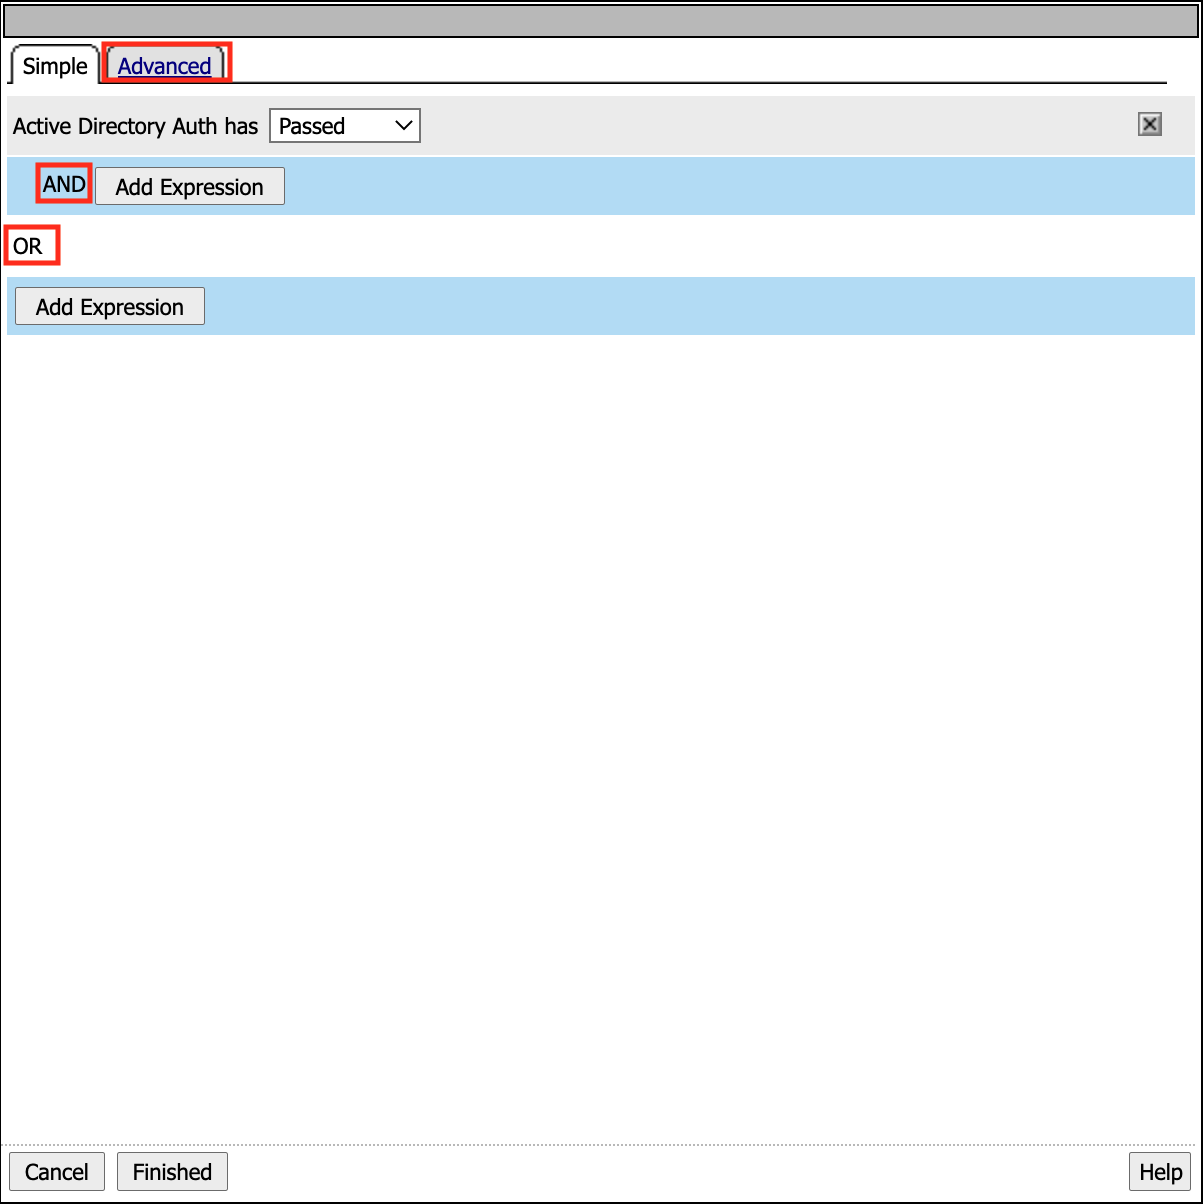 Simple Advanced
Active Directory Auth has Passed
AND Add Expression
OR
Add Expression
Cancel Finished Help